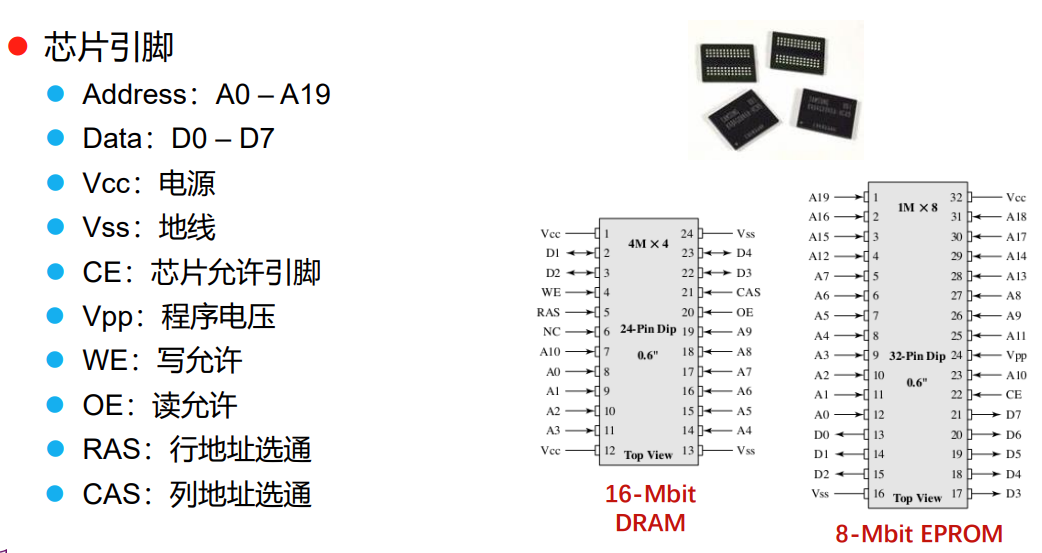 芯片引脚
Address：A0 – A19
Data：D0 – D7
Vcc：电源
Vss：地线
CE：芯片允许引脚
Vpp：程序电压
WE：写允许
OE：读允许
RAS：行地址选通
CAS：列地址选通
SAMSUNG
Vcc 1 24 Vss
4M × 4
D1 2 23 D4
D2 3 22 D3
WE 4 21 CAS
RAS 5 20 OE
NC 6 24-Pin Dip 19 A9
A10 7 0.6" 18 A8
A0 8 17 A7
A1 9 16 A6
A2 10 15 A5
A3 11 14 A4
Vcc 12 Top View 13 Vss
16-Mbit
DRAM
A19 1 32 Vcc
1M × 8
A16 2 31 A18
A15 3 30 A17
A12 4 29 A14
A7 5 28 A13
A6 6 27 A8
A5 7 26 A9
A4 8 25 A11
A3 9 32-Pin Dip 24 Vpp
A2 10 0.6" 23 A10
A1 11 22 CE
A0 12 21 D7
D0 13 20 D6
D1 14 19 D5
D2 15 18 D4
Vss 16 Top View 17 D3
8-Mbit EPROM